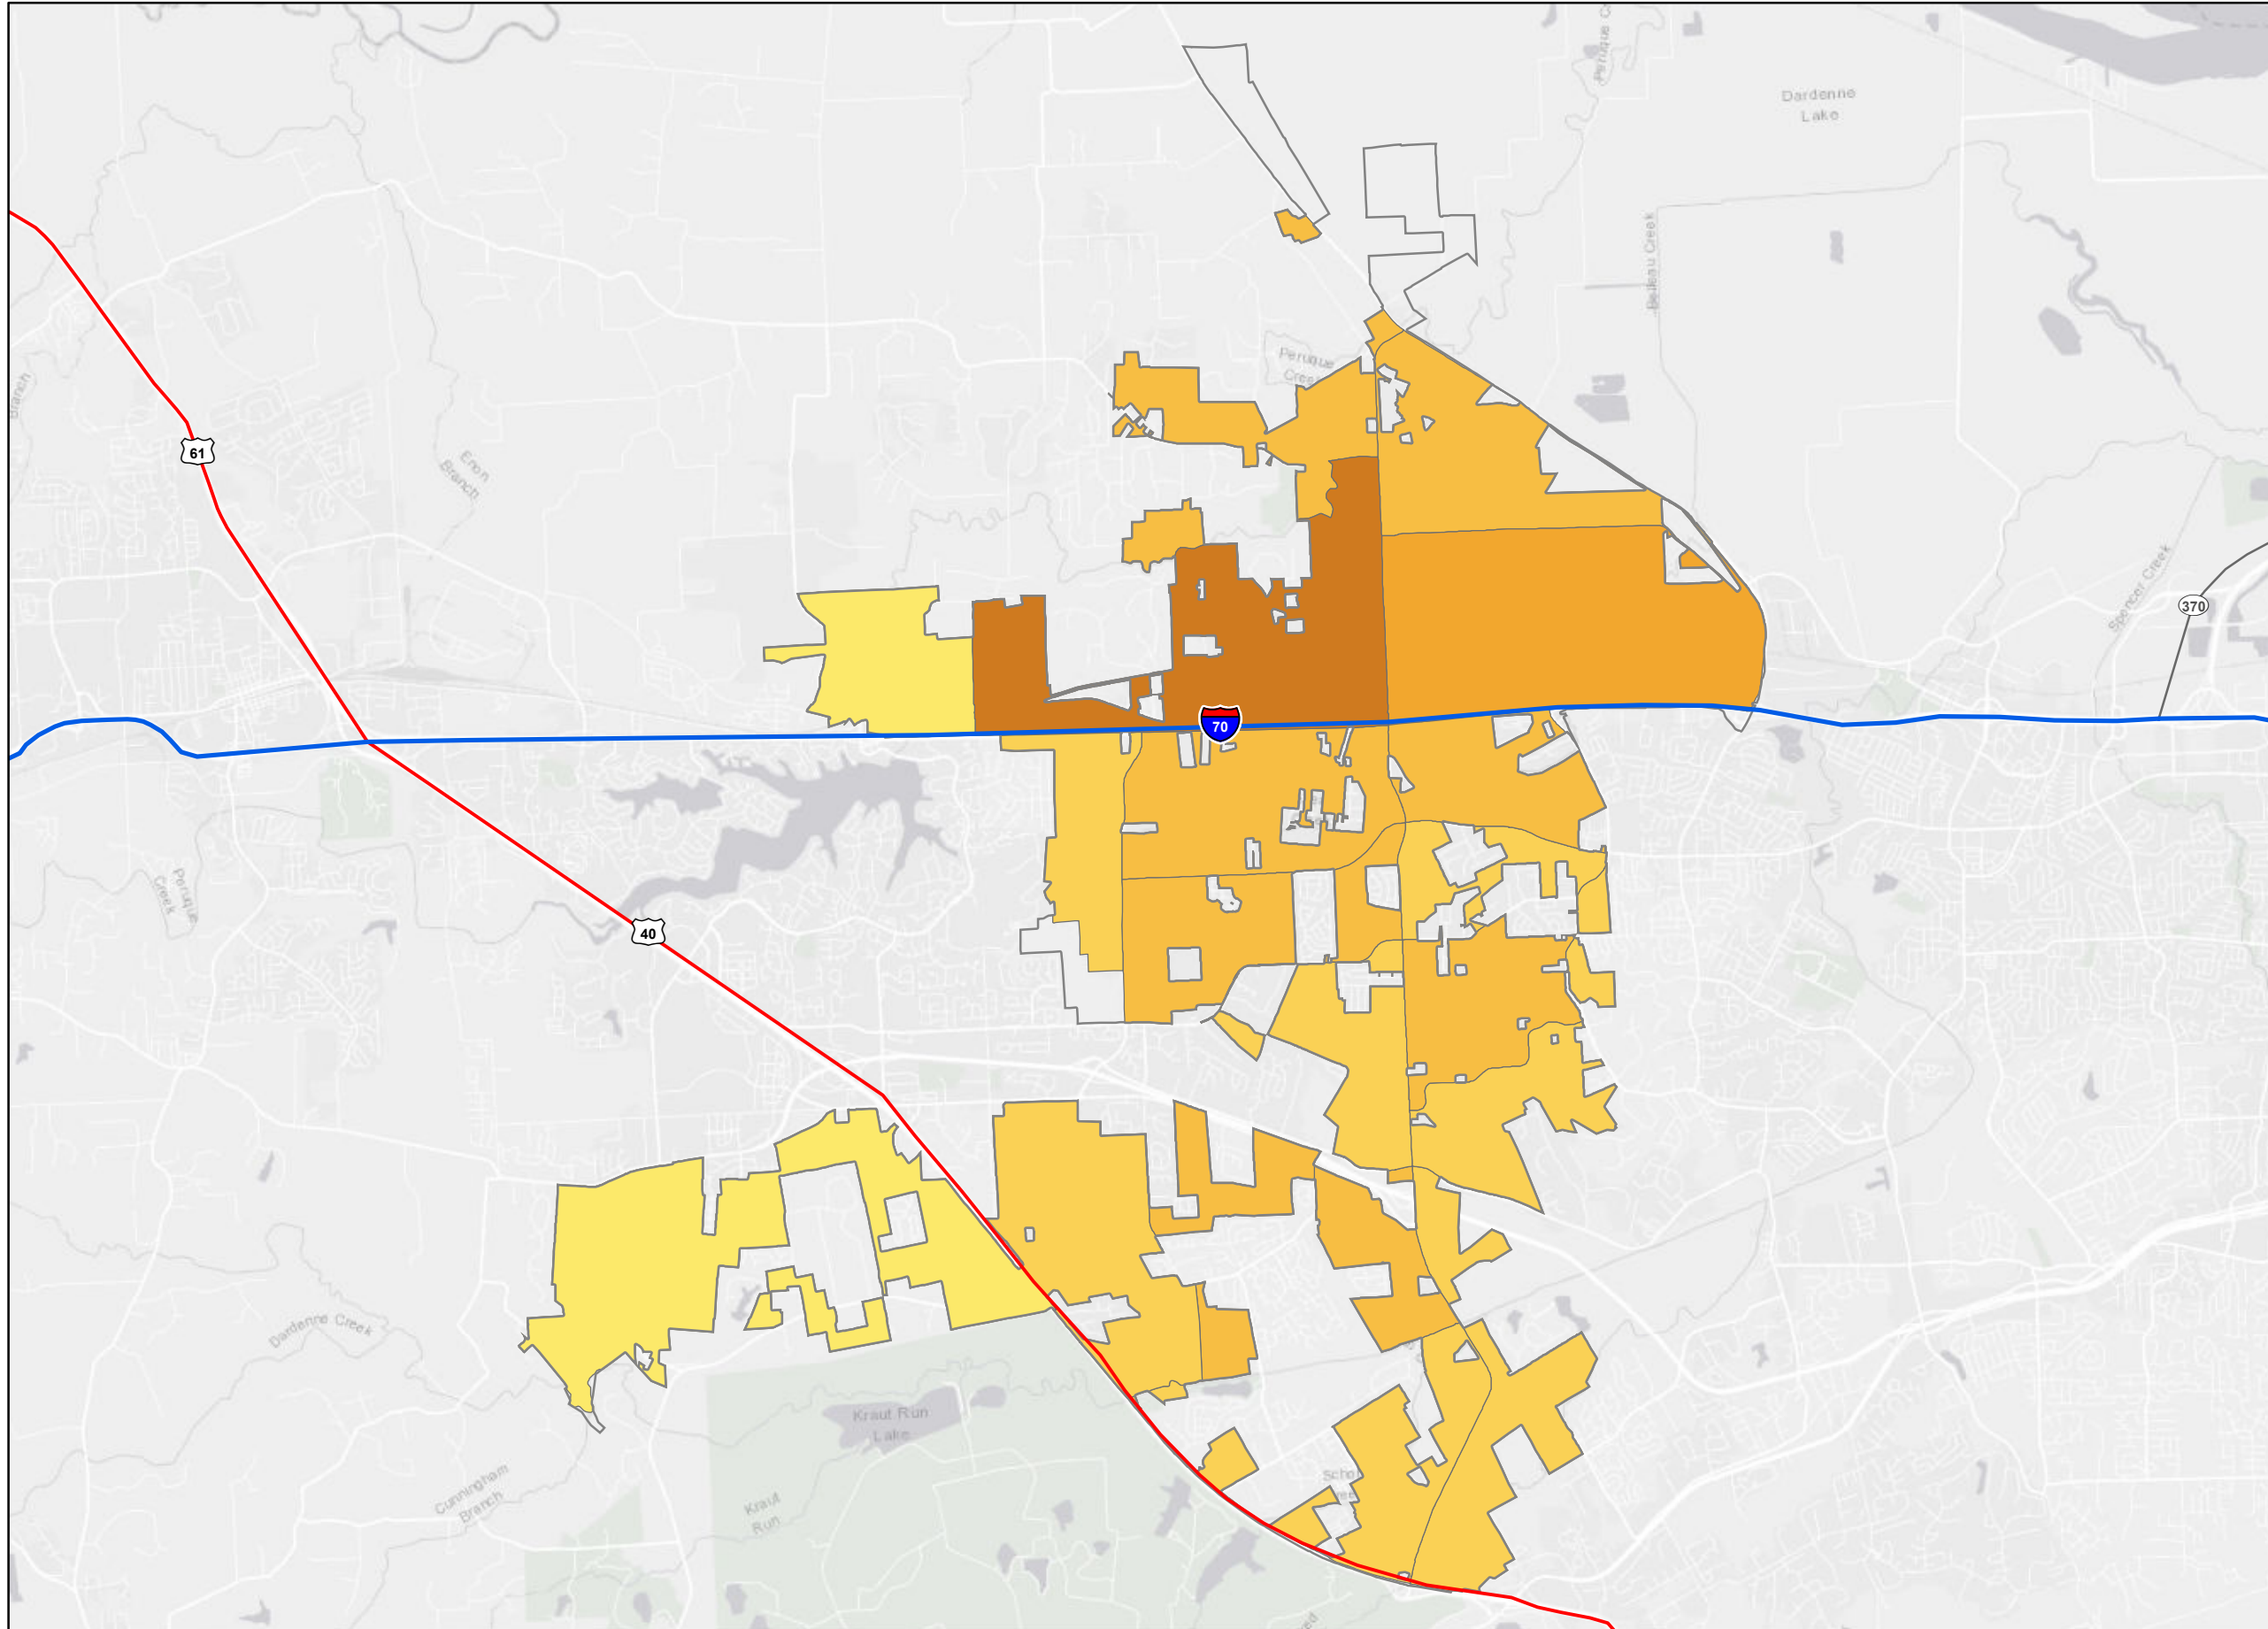 Dardenne
Lake
Belleau Creek
Peruque
61
Enon
Branch
Branch
Spencer Creek
370
70
Peruque
Creek
40
Dardenne Creek
Kraut Run
Lake
Cunningham
Branch
Kraut
Run